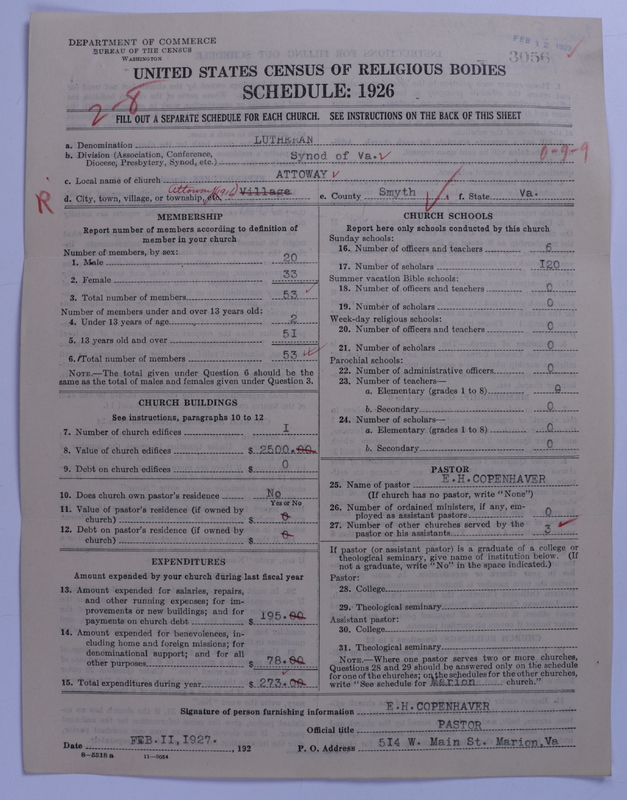 DEPARTMENT OF COMMERCE
BUREAU OF THE CENSUS
WASHINGTON
FEB 12 1927
3056
UNITED STATES CENSUS OF RELIGIOUS BODIES
SCHEDULE: 1926
2-8
FILL OUT A SEPARATE SCHEDULE FOR EACH CHURCH. SEE INSTRUCTIONS ON THE BACK OF THIS SHEET
a. Denomination LUTHERAN
b. Division (Association, Conference, Diocese, Presbytery, Synod, etc.) Synod of Va.
0-9-9
c. Local name of church ATTOWAY
d. City, town, village, or township, etc. Village
e. County Smyth f. State Va.
R
MEMBERSHIP
Report number of members according to definition of
member in your church
Number of members, by sex:
1. Male 20
2. Female 33
3. Total number of members 53
Number of members under and over 13 years old:
4. Under 13 years of age 2
5. 13 years old and over 51
6. Total number of members 53
NOTE.—The total given under Question 6 should be the
same as the total of males and females given under Question 3.
CHURCH BUILDINGS
See instructions, paragraphs 10 to 12
7. Number of church edifices 1
8. Value of church edifices $ 2500.00.
9. Debt on church edifices $ 0
10. Does church own pastor's residence No
Yes or No
11. Value of pastor's residence (if owned by
church) $ 0
12. Debt on pastor's residence (if owned by
church) $ 0
EXPENDITURES
Amount expended by your church during last fiscal year
13. Amount expended for salaries, repairs,
and other running expenses; for im-
provements or new buildings; and for
payments on church debt $ 195.00
14. Amount expended for benevolences, in-
cluding home and foreign missions; for
denominational support; and for all
other purposes $ 78.00
15. Total expenditures during year $ 273.00
CHURCH SCHOOLS
Report here only schools conducted by this church
Sunday schools:
16. Number of officers and teachers 6
17. Number of scholars 120
Summer vacation Bible schools:
18. Number of officers and teachers 0
19. Number of scholars 0
Week-day religious schools:
20. Number of officers and teachers 0
21. Number of scholars 0
Parochial schools:
22. Number of administrative officers 0
23. Number of teachers—
a. Elementary (grades 1 to 8) 0
b. Secondary 0
24. Number of scholars—
a. Elementary (grades 1 to 8) 0
b. Secondary 0
PASTOR
25. Name of pastor E.H.COPENHAVER
(If church has no pastor, write "None")
26. Number of ordained ministers, if any, em-
ployed as assistant pastors 0
27. Number of other churches served by the
pastor or his assistants 3
If pastor (or assistant pastor) is a graduate of a college or
theological seminary, give name of institution below. (If
not a graduate, write "No" in the space indicated.)
Pastor:
28. College
29. Theological seminary
Assistant pastor:
30. College
31. Theological seminary
NOTE.—Where one pastor serves two or more churches,
Questions 28 and 29 should be answered only on the schedule
for one of the churches; on the schedules for the other churches,
write "See schedule for Marion church."
Signature of person furnishing information E.H.COPENHAVER
Official title PASTOR
Date FEB.11,1927. , 192 P. O. Address 514 W. Main St. Marion,Va
8-5318a 11-9024